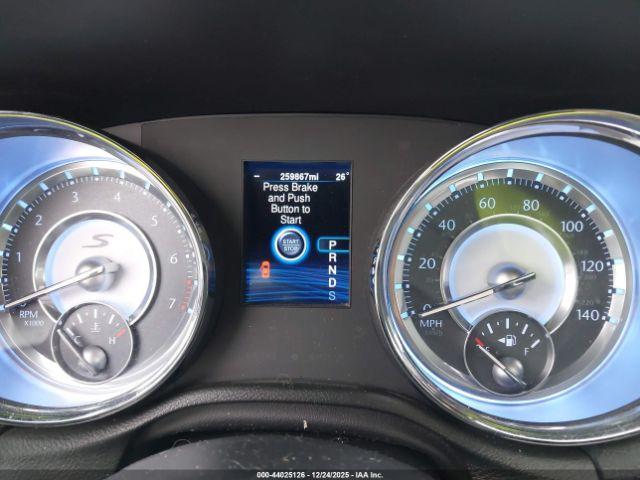 259867mi 26°
Press Brake
and Push
Button to
Start
START
STOP
P
R
N
D
S
1
2
3
4
5
6
7
RPM
X1000
S
C H
0
20
40
60
80
100
120
140
MPH
F
©-44025126 - 12/24/2025 - IAA Inc.